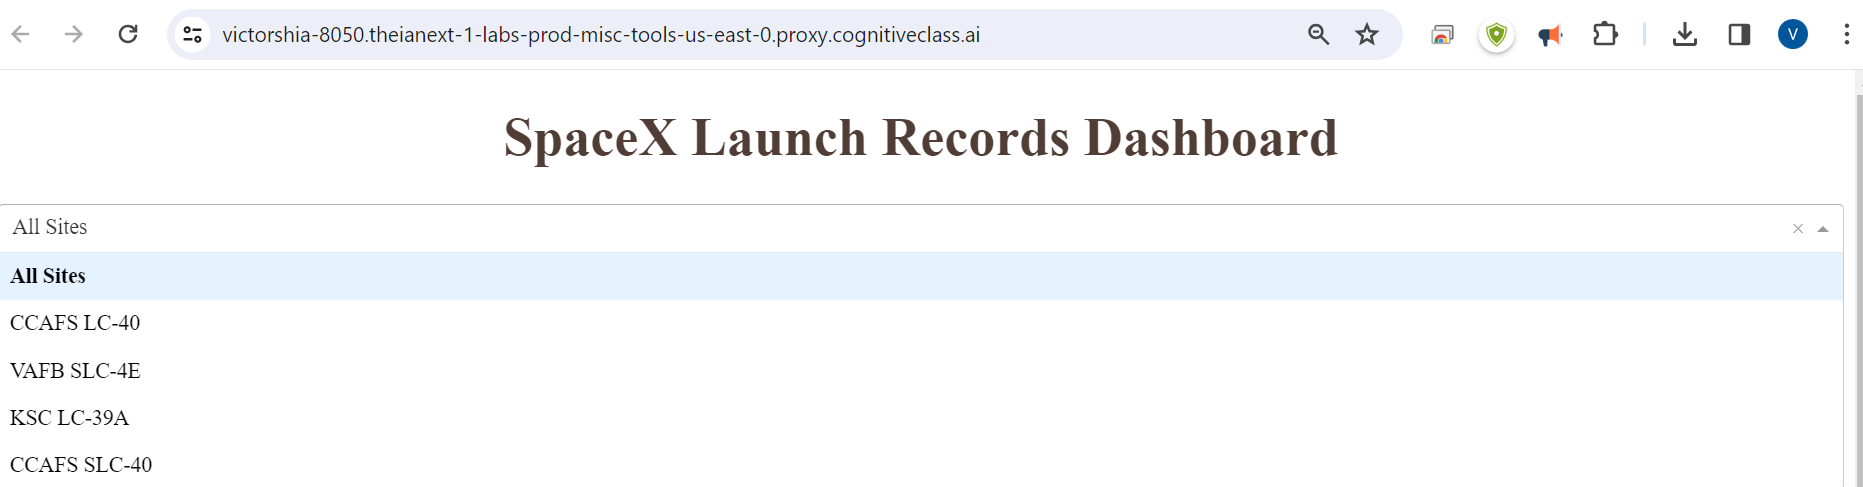 victorshia-8050.theianext-1-labs-prod-misc-tools-us-east-0.proxy.cognitiveclass.ai
V
SpaceX Launch Records Dashboard
All Sites
All Sites
CCAFS LC-40
VAFB SLC-4E
KSC LC-39A
CCAFS SLC-40